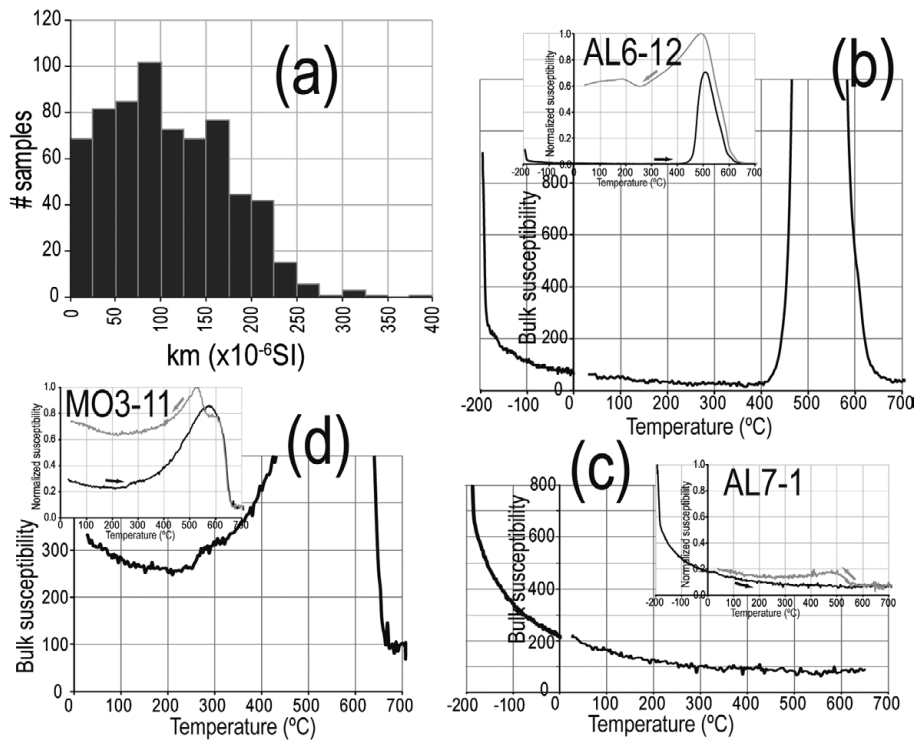 (a)
# samples
120
100
80
60
40
20
0
0 50 100 150 200 250 300 350 400
km (x10⁻⁶SI)
(b)
AL6-12
Normalized susceptibility
1.0
0.8
0.6
0.4
0.2
0
-200 -100 0 100 200 300 400 500 600 700
Temperature (ºC)
Bulk susceptibility
800
600
400
200
0
-200 -100 0 100 200 300 400 500 600 700
Temperature (ºC)
(d)
MO3-11
Normalized susceptibility
1.0
0.8
0.6
0.4
0.2
0
0 100 200 300 400 500 600 700
Temperature (ºC)
Bulk susceptibility
300
200
100
0
0 100 200 300 400 500 600 700
Temperature (ºC)
(c)
AL7-1
Normalized susceptibility
1.0
0.8
0.6
0.4
0.2
0
-200 -100 0 100 200 300 400 500 600 700
Temperature (ºC)
Bulk susceptibility
800
600
400
200
0
-200 -100 0 100 200 300 400 500 600 700
Temperature (ºC)